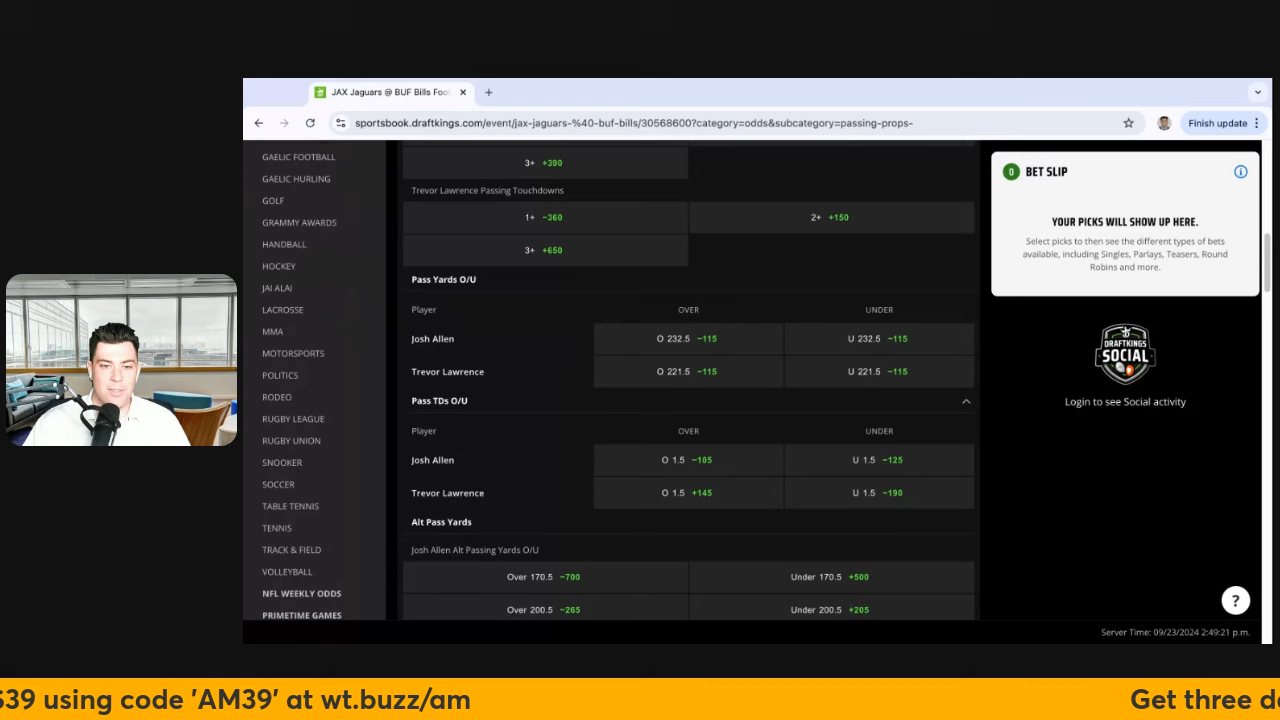 JAX Jaguars @ BUF Bills Foo
sportsbook.draftkings.com/event/jax-jaguars-%40-buf-bills/30568600?category=odds&subcategory=passing-props-
Finish update
GAELIC FOOTBALL
GAELIC HURLING
GOLF
GRAMMY AWARDS
HANDBALL
HOCKEY
JAI ALAI
LACROSSE
MMA
MOTORSPORTS
POLITICS
RODEO
RUGBY LEAGUE
RUGBY UNION
SNOOKER
SOCCER
TABLE TENNIS
TENNIS
TRACK & FIELD
VOLLEYBALL
NFL WEEKLY ODDS
PRIMETIME GAMES
3+ +390
Trevor Lawrence Passing Touchdowns
1+ −360 2+ +150
3+ +650
Pass Yards O/U
Player OVER UNDER
Josh Allen O 232.5 −115 U 232.5 −115
Trevor Lawrence O 221.5 −115 U 221.5 −115
Pass TDs O/U
Player OVER UNDER
Josh Allen O 1.5 −105 U 1.5 −125
Trevor Lawrence O 1.5 +145 U 1.5 −190
Alt Pass Yards
Josh Allen Alt Passing Yards O/U
Over 170.5 −700 Under 170.5 +500
Over 200.5 −265 Under 200.5 +205
0 BET SLIP
YOUR PICKS WILL SHOW UP HERE.
Select picks to then see the different types of bets
available, including Singles, Parlays, Teasers, Round
Robins and more.
DRAFTKINGS
SOCIAL
Login to see Social activity
?
Server Time: 09/23/2024 2:49:21 p.m.
$39 using code 'AM39' at wt.buzz/am
Get three d